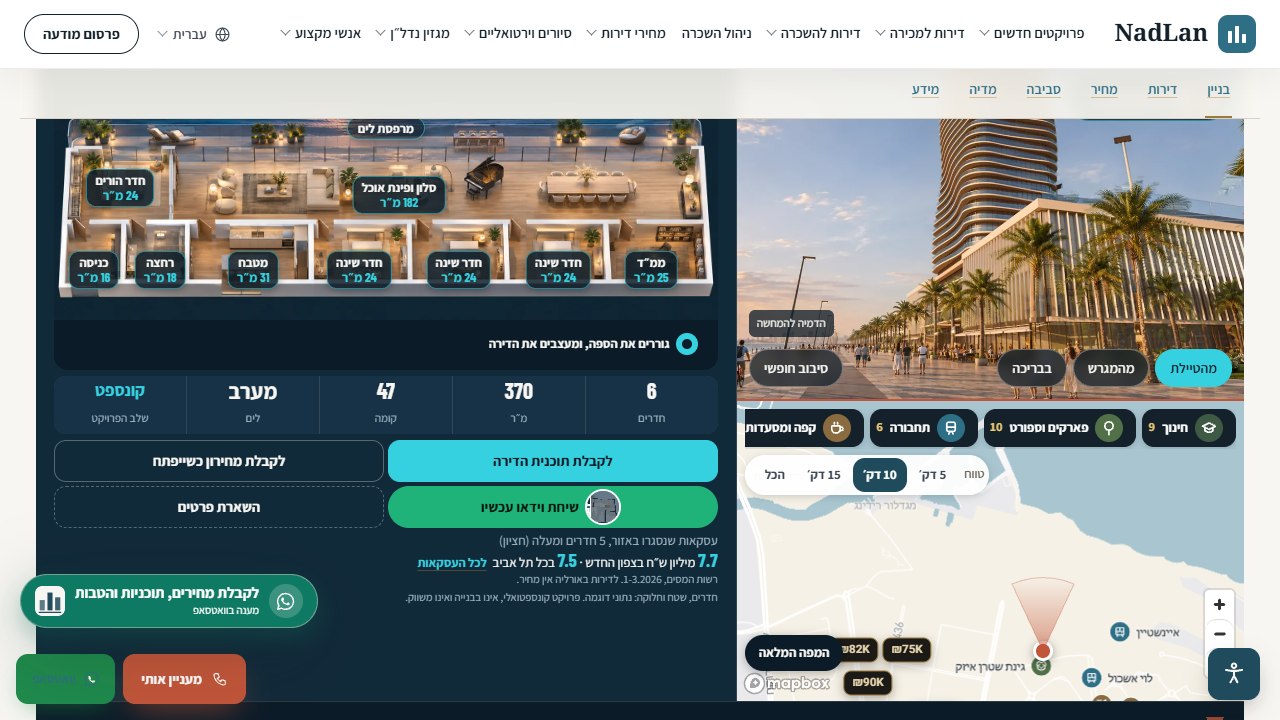 NadLan
פרויקטים חדשים
דירות למכירה
דירות להשכרה
ניהול השכרה
מחירי דירות
סיורים וירטואליים
מגזין נדל״ן
אנשי מקצוע
עברית
פרסום מודעה
בניין
דירות
מחיר
סביבה
מדיה
מידע
הדמיה להמחשה
מהטיילת
מהמגרש
בבריכה
סיבוב חופשי
חינוך 9
פארקים וספורט 10
תחבורה 6
קפה ומסעדות
טווח
5 דק׳
10 דק׳
15 דק׳
הכל
מגדלור רידינג
איינשטיין
גינת שטרן איזק
לוי אשכול
436
₪82K
₪75K
₪90K
המפה המלאה
mapbox
מרפסת לים
חדר הורים
24 מ״ר
סלון ופינת אוכל
182 מ״ר
ממ״ד
25 מ״ר
חדר שינה
24 מ״ר
חדר שינה
24 מ״ר
חדר שינה
24 מ״ר
מטבח
31 מ״ר
רחצה
18 מ״ר
כניסה
16 מ״ר
גוררים את הספה, ומעצבים את הדירה
6
חדרים
370
מ״ר
47
קומה
מערב
לים
קונספט
שלב הפרויקט
לקבלת תוכנית הדירה
לקבלת מחירון כשייפתח
שיחת וידאו עכשיו
השארת פרטים
עסקאות שנסגרו באזור, 5 חדרים ומעלה (חציון)
7.7 מיליון ש״ח בצפון החדש · 7.5 בכל תל אביב לכל העסקאות
רשות המסים, 1-3.2026. לדירות באורליה אין מחיר.
חדרים, שטח וחלוקה: נתוני דוגמה. פרויקט קונספטואלי, אינו בבנייה ואינו משווק.
לקבלת מחירים, תוכניות והטבות
מענה בוואטסאפ
מעניין אותי